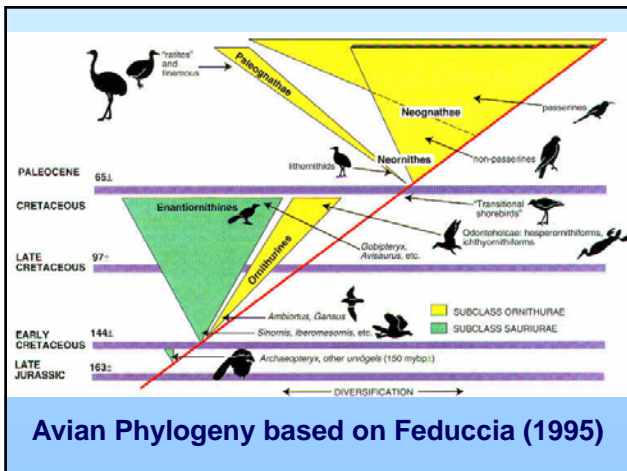 "ratites"
and
tinamous
Paleognathae
Neognathae
passerines
non-passerines
Neornithes
lithornithids
PALEOCENE
65±
CRETACEOUS
"Transitional
shorebirds"
Enantiornithines
Ornithurines
Odontoholcae: hesperornithiforms,
ichthyornithiforms
Gobipteryx,
Avisaurus, etc.
LATE
CRETACEOUS
97±
Ambiortus, Gansus
Sinornis, Iberomesornis, etc.
SUBCLASS ORNITHURAE
SUBCLASS SAURIURAE
EARLY
CRETACEOUS
144±
Archaeopteryx, other urvögels (150 mybp±)
LATE
JURASSIC
163±
DIVERSIFICATION
Avian Phylogeny based on Feduccia (1995)